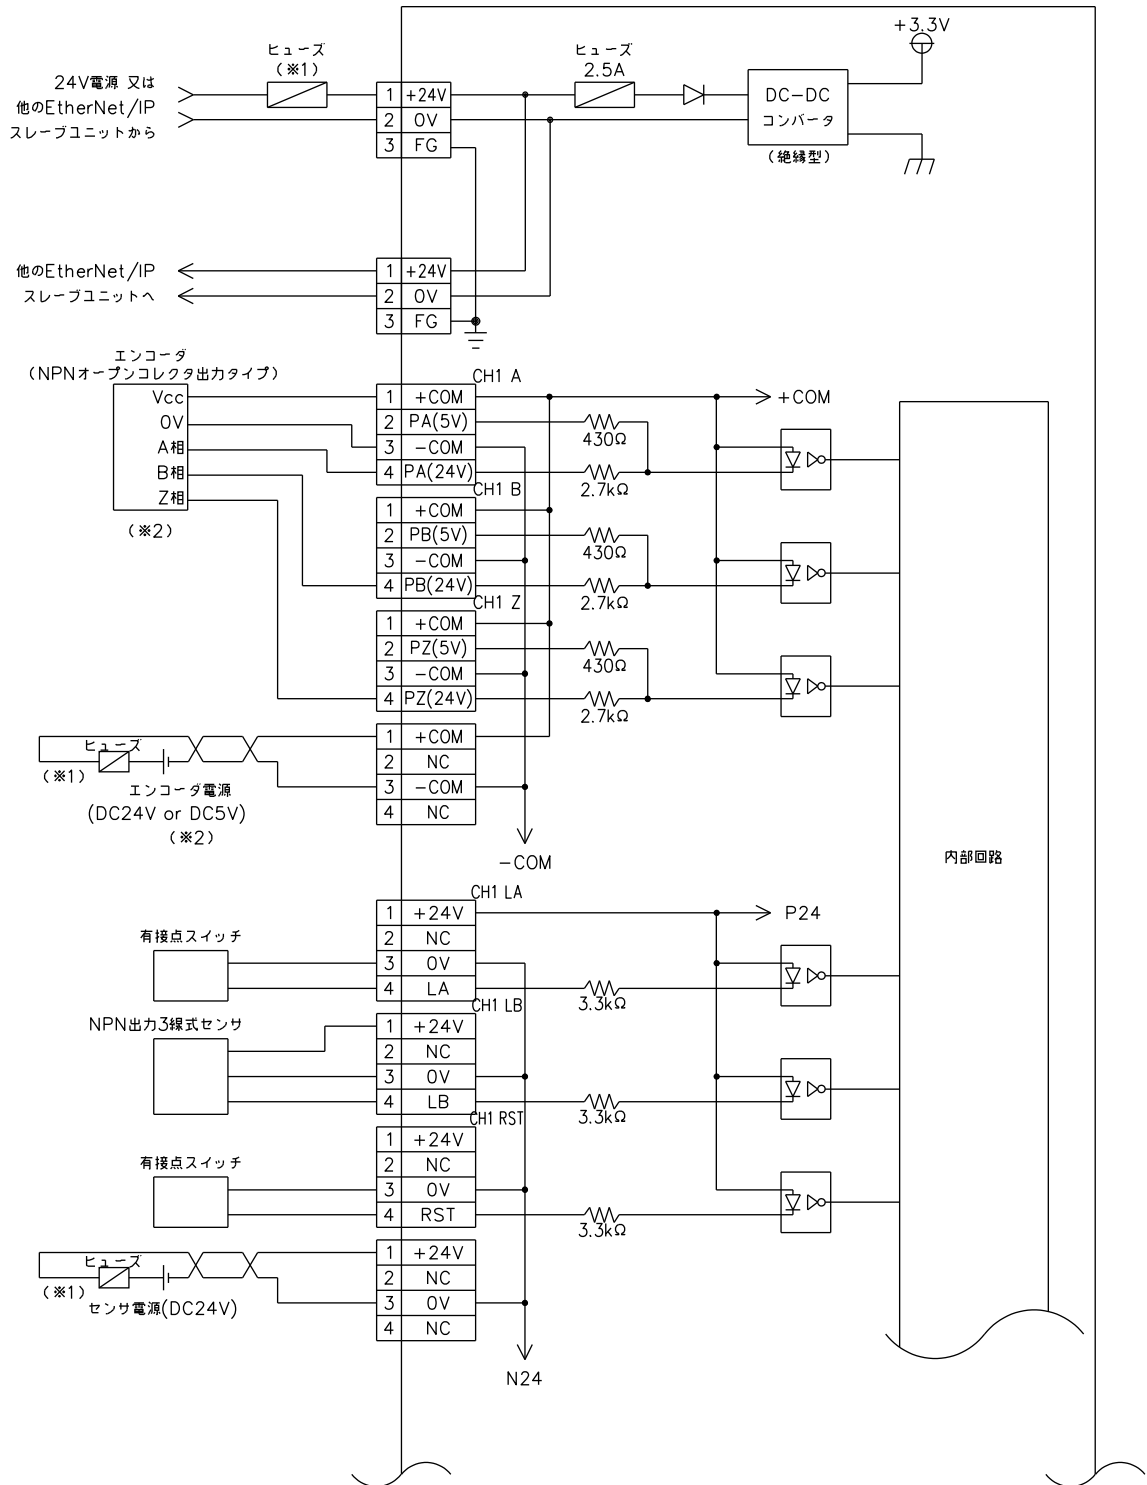 +3.3V
ヒューズ
(※1)
ヒューズ
2.5A
24V電源 又は
他のEtherNet/IP
スレーブユニットから
1 +24V
2 0V
3 FG
DC-DC
コンバータ
(絶縁型)
他のEtherNet/IP
スレーブユニットへ
1 +24V
2 0V
3 FG
エンコーダ
(NPNオープンコレクタ出力タイプ)
Vcc
0V
A相
B相
Z相
(※2)
CH1 A
1 +COM
2 PA(5V)
3 -COM
4 PA(24V)
+COM
430Ω
2.7kΩ
CH1 B
1 +COM
2 PB(5V)
3 -COM
4 PB(24V)
430Ω
2.7kΩ
CH1 Z
1 +COM
2 PZ(5V)
3 -COM
4 PZ(24V)
430Ω
2.7kΩ
1 +COM
2 NC
3 -COM
4 NC
ヒューズ
(※1)
エンコーダ電源
(DC24V or DC5V)
(※2)
-COM
内部回路
CH1 LA
1 +24V
2 NC
3 0V
4 LA
P24
有接点スイッチ
3.3kΩ
CH1 LB
NPN出力3線式センサ
1 +24V
2 NC
3 0V
4 LB
3.3kΩ
CH1 RST
1 +24V
2 NC
3 0V
4 RST
有接点スイッチ
3.3kΩ
1 +24V
2 NC
3 0V
4 NC
ヒューズ
(※1)
センサ電源(DC24V)
N24